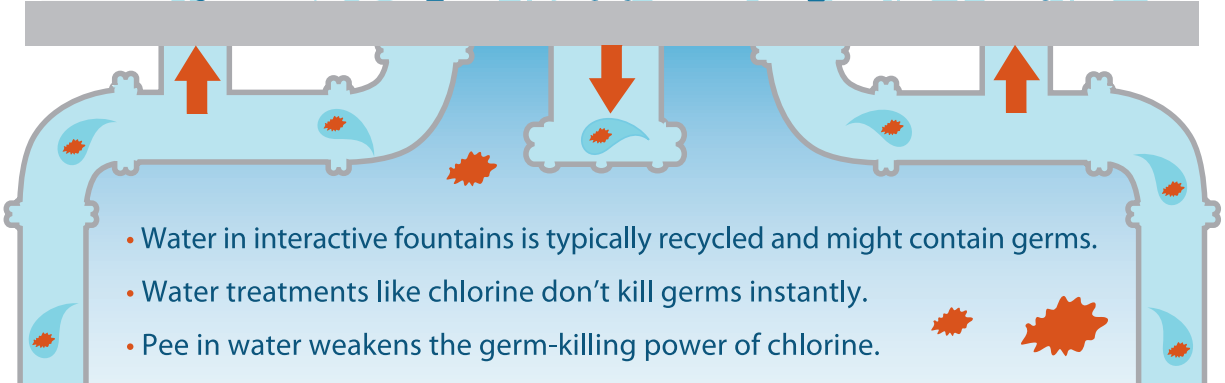 • Water in interactive fountains is typically recycled and might contain germs.
• Water treatments like chlorine don’t kill germs instantly.
• Pee in water weakens the germ-killing power of chlorine.